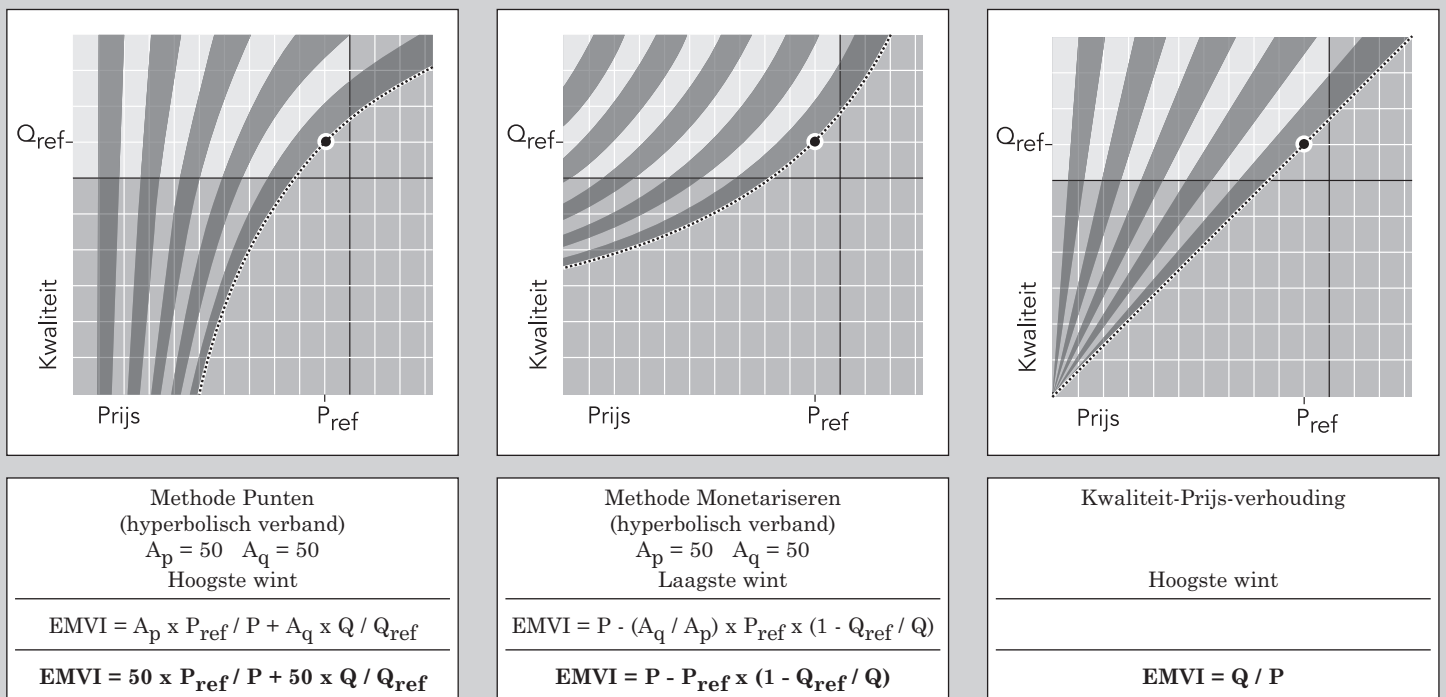 Qref
Kwaliteit
Prijs
Pref
Qref
Kwaliteit
Prijs
Pref
Qref
Kwaliteit
Prijs
Pref
Methode Punten
(hyperbolisch verband)
Ap = 50 Aq = 50
Hoogste wint
EMVI = Ap x Pref / P + Aq x Q / Qref
EMVI = 50 x Pref / P + 50 x Q / Qref
Methode Monetariseren
(hyperbolisch verband)
Ap = 50 Aq = 50
Laagste wint
EMVI = P - (Aq / Ap) x Pref x (1 - Qref / Q)
EMVI = P - Pref x (1 - Qref / Q)
Kwaliteit-Prijs-verhouding
Hoogste wint
EMVI = Q / P